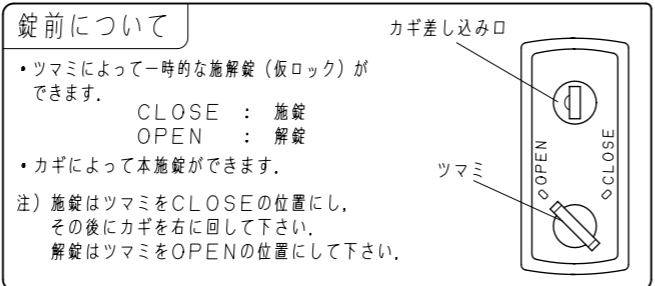 錠前について
・ツマミによって一時的な施解錠（仮ロック）が
できます．
CLOSE ： 施錠
OPEN ： 解錠
・カギによって本施錠ができます．
注）施錠はツマミをCLOSEの位置にし，
その後にカギを右に回して下さい．
解錠はツマミをOPENの位置にして下さい．
カギ差し込み口
ツマミ
OPEN
CLOSE